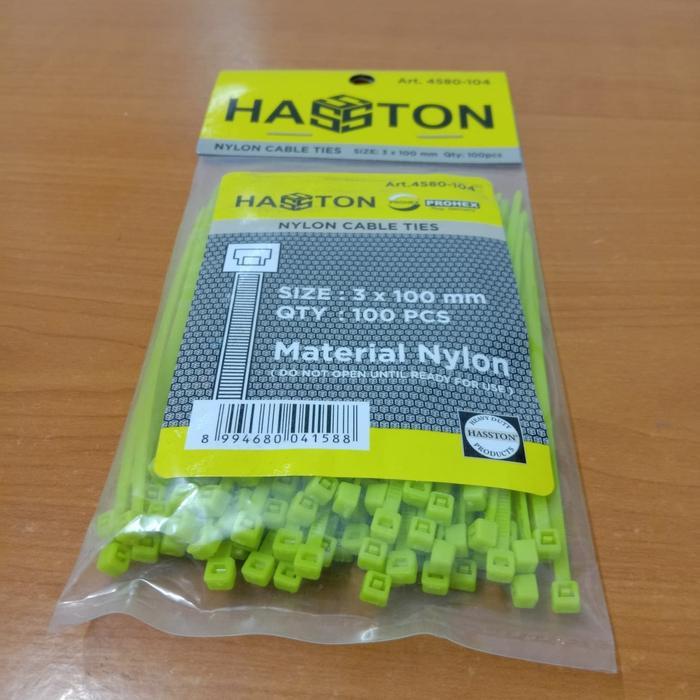 Art. 4580-104
HASSTON
NYLON CABLE TIES SIZE: 3 x 100 mm Qty: 100pcs
Art.4580-104
HASSTON PROHEX
NYLON CABLE TIES
SIZE : 3 x 100 mm
QTY : 100 PCS
Material Nylon
( DO NOT OPEN UNTIL READY FOR USE )
8 994680 041588
HEAVY DUTY
HASSTON
PRODUCTS